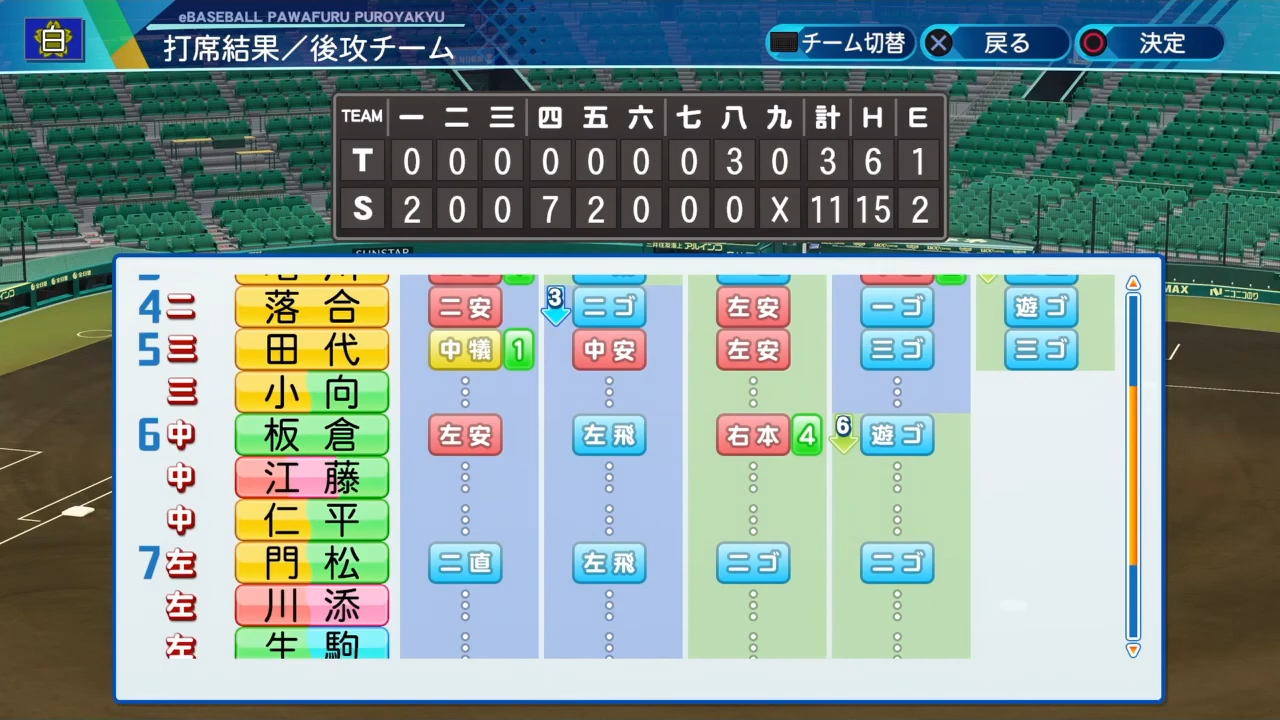 白
eBASEBALL PAWAFURU PUROYAKYU
打席結果／後攻チーム
チーム切替 戻る 決定
TEAM 一 二 三 四 五 六 七 八 九 計 H E
T 0 0 0 0 0 0 0 3 0 3 6 1
S 2 0 0 7 2 0 0 0 X 11 15 2
4 二 落合 二安 3 二ゴ 左安 一ゴ 遊ゴ
5 三 田代 中犠 1 中安 左安 三ゴ 三ゴ
三 小向
6 中 板倉 左安 左飛 右本 4 6 遊ゴ
中 江藤
中 仁平
7 左 門松 二直 左飛 二ゴ 二ゴ
左 川添
左 生駒